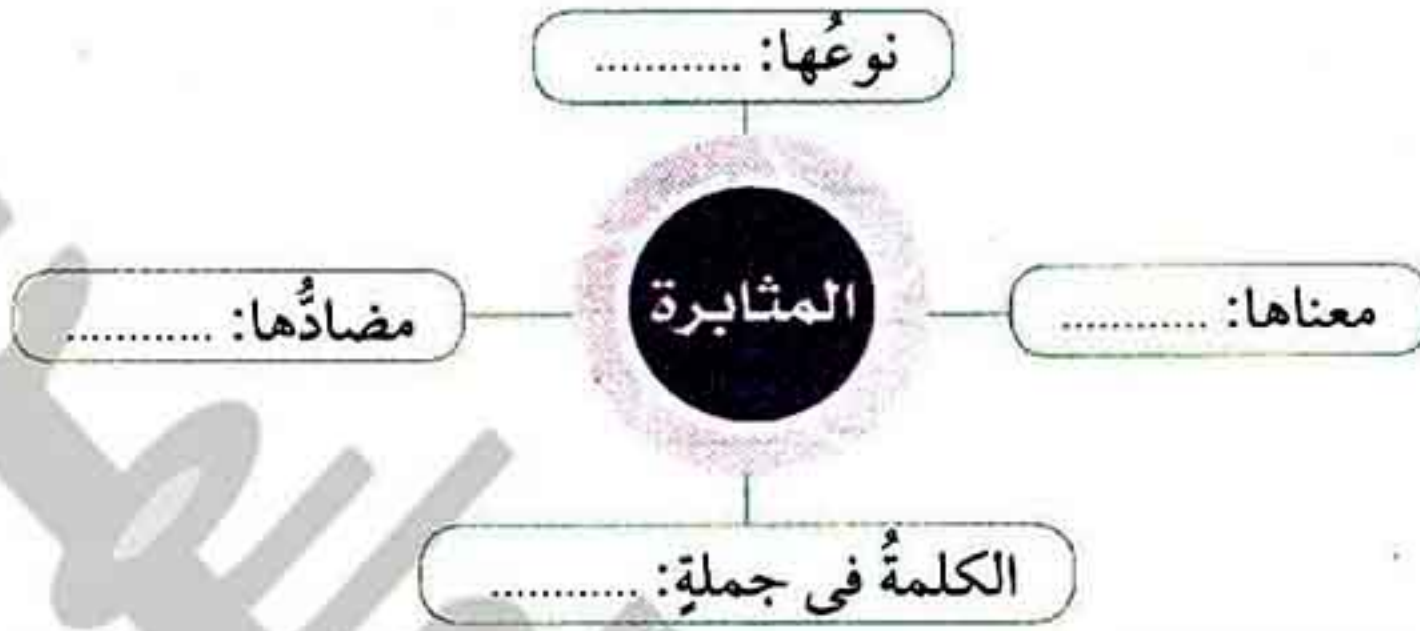 نوعُها: ............
معناها: ............
المثابرة
مضادُّها: ............
الكلمةُ فى جملةٍ: ............